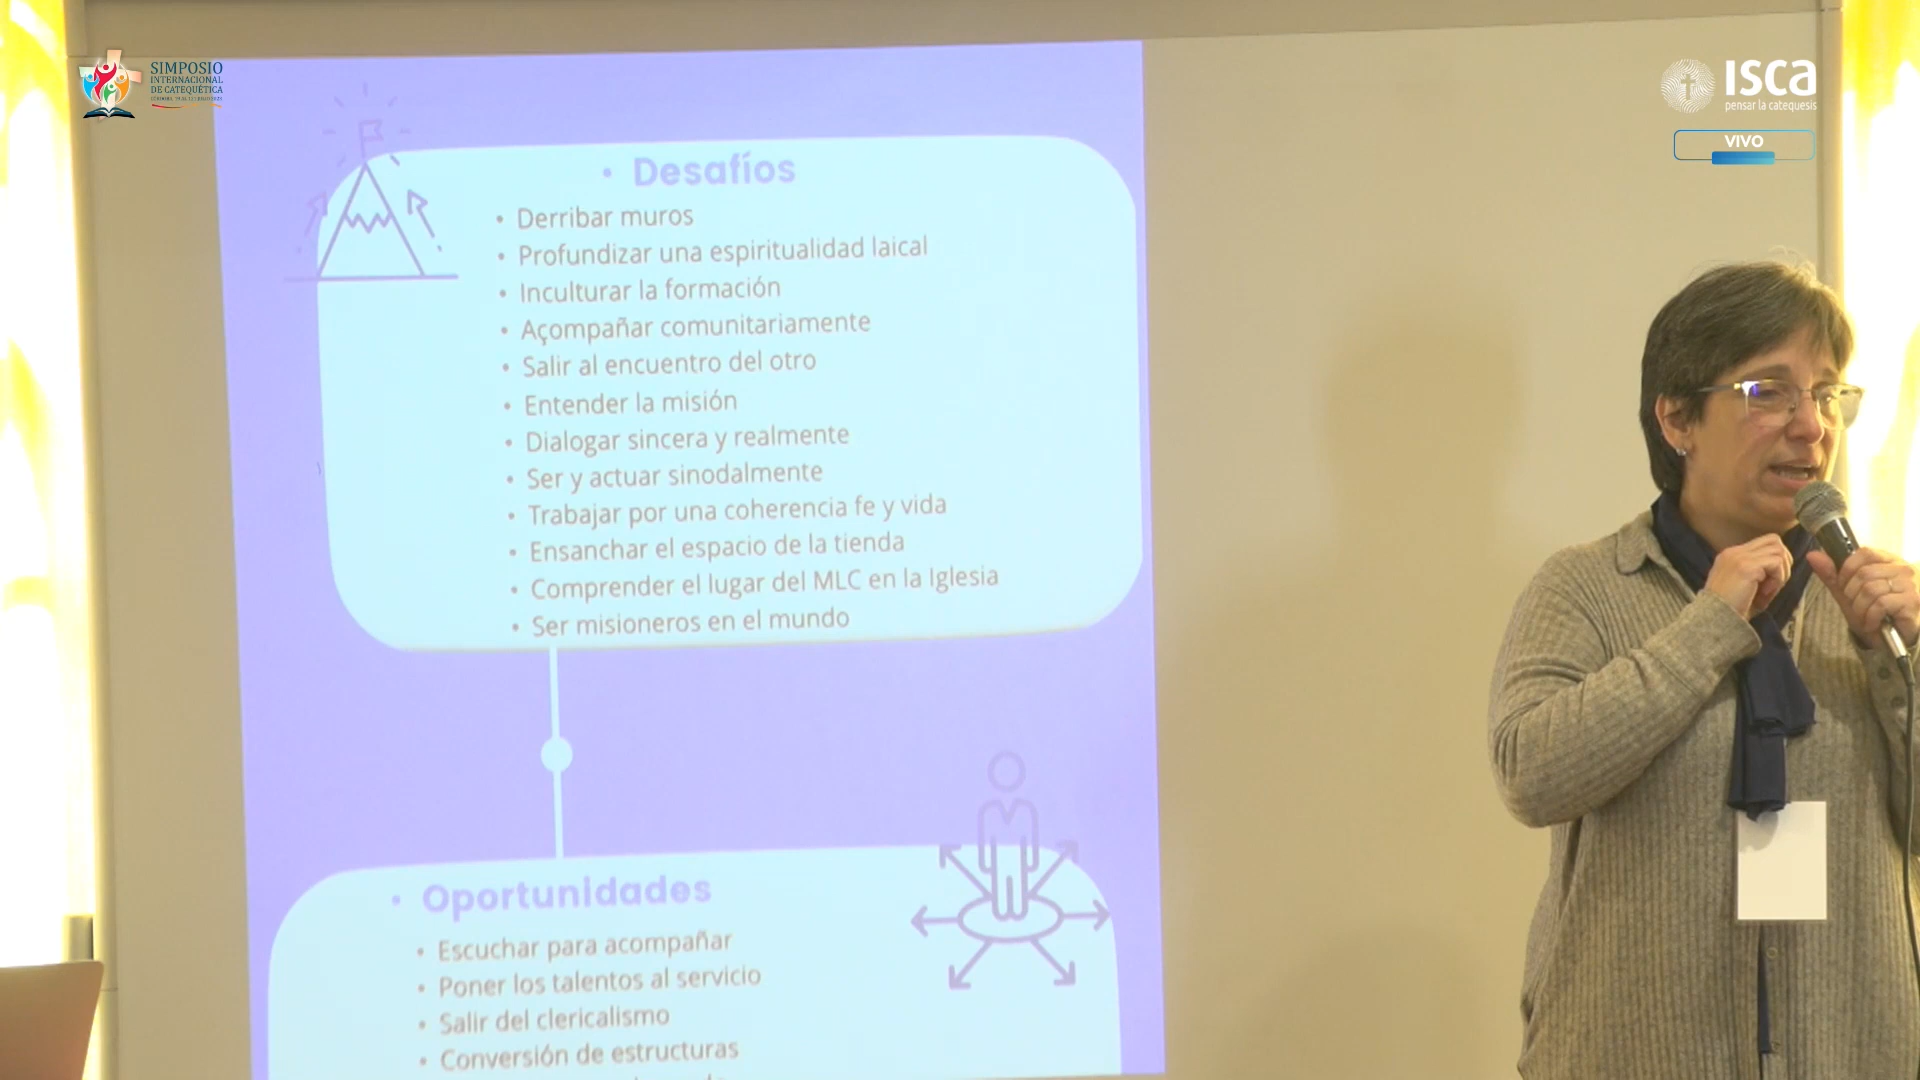 SIMPOSIO
INTERNACIONAL
DE CATEQUÉTICA
ISCA
pensar la catequesis
VIVO
• Desafíos
• Derribar muros
• Profundizar una espiritualidad laical
• Inculturar la formación
• Açompañar comunitariamente
• Salir al encuentro del otro
• Entender la misión
• Dialogar sincera y realmente
• Ser y actuar sinodalmente
• Trabajar por una coherencia fe y vida
• Ensanchar el espacio de la tienda
• Comprender el lugar del MLC en la Iglesia
• Ser misioneros en el mundo
• Oportunidades
• Escuchar para acompañar
• Poner los talentos al servicio
• Salir del clericalismo
• Conversión de estructuras